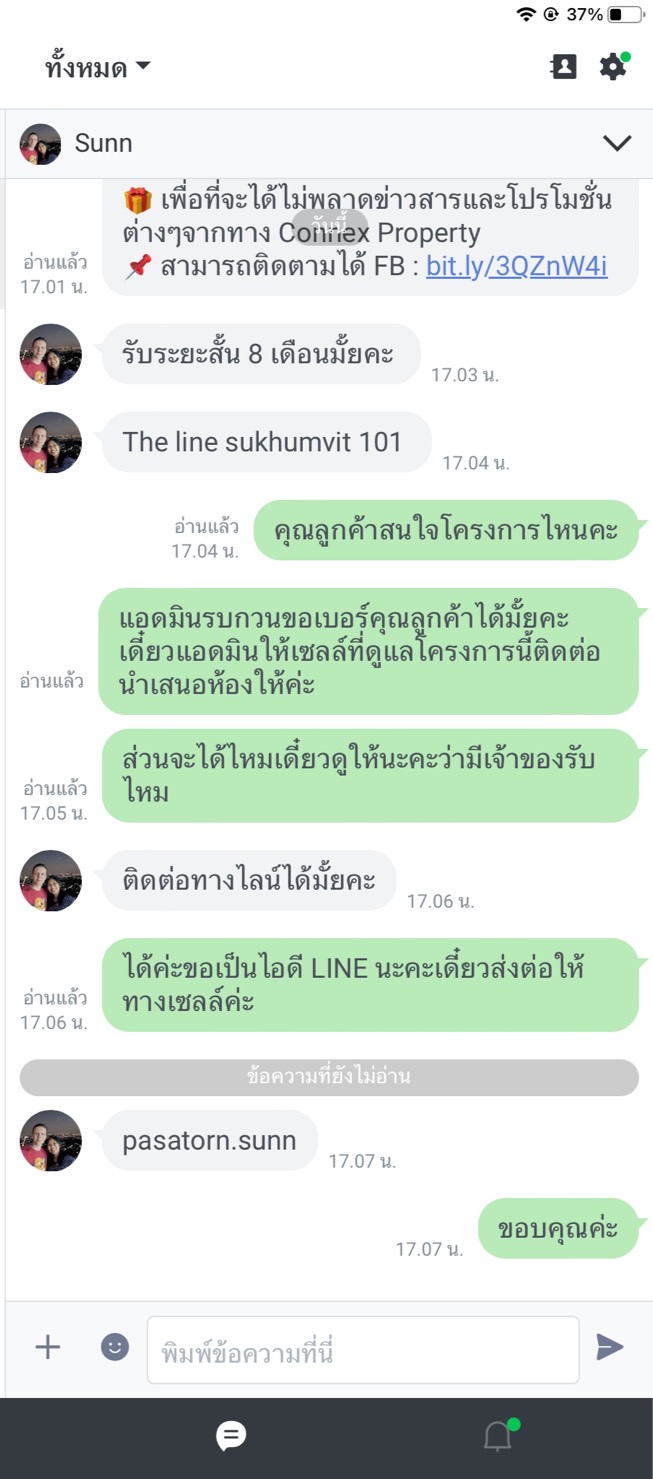 37%
ทั้งหมด
Sunn
🎁 เพื่อที่จะได้ไม่พลาดข่าวสารและโปรโมชั่น
ต่างๆจากทาง Connex Property
วันนี้
📌 สามารถติดตามได้ FB : bit.ly/3QZnW4i
อ่านแล้ว
17.01 น.
รับระยะสั้น 8 เดือนมั้ยคะ
17.03 น.
The line sukhumvit 101
17.04 น.
คุณลูกค้าสนใจโครงการไหนคะ
อ่านแล้ว
17.04 น.
แอดมินรบกวนขอเบอร์คุณลูกค้าได้มั้ยคะ
เดี๋ยวแอดมินให้เซลล์ที่ดูแลโครงการนี้ติดต่อ
นำเสนอห้องให้ค่ะ
อ่านแล้ว
ส่วนจะได้ไหมเดี๋ยวดูให้นะคะว่ามีเจ้าของรับ
ไหม
อ่านแล้ว
17.05 น.
ติดต่อทางไลน์ได้มั้ยคะ
17.06 น.
ได้ค่ะขอเป็นไอดี LINE นะคะเดี๋ยวส่งต่อให้
ทางเซลล์ค่ะ
อ่านแล้ว
17.06 น.
ข้อความที่ยังไม่อ่าน
pasatorn.sunn
17.07 น.
ขอบคุณค่ะ
17.07 น.
พิมพ์ข้อความที่นี่